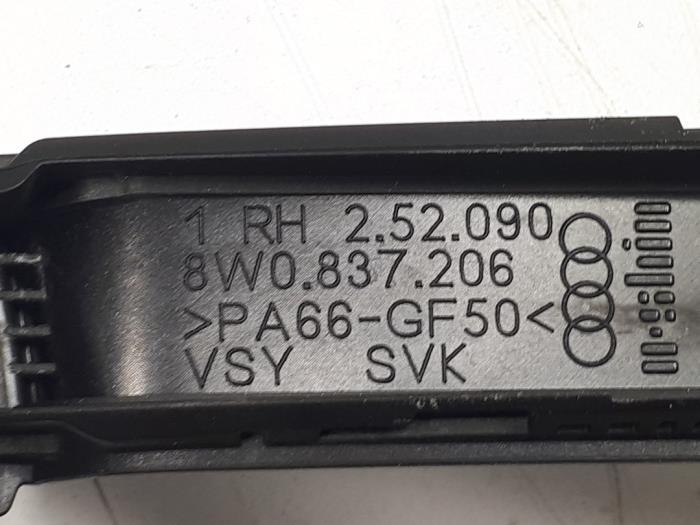 1 RH 2.52.090
8W0.837.206
>PA66-GF50<
VSY SVK